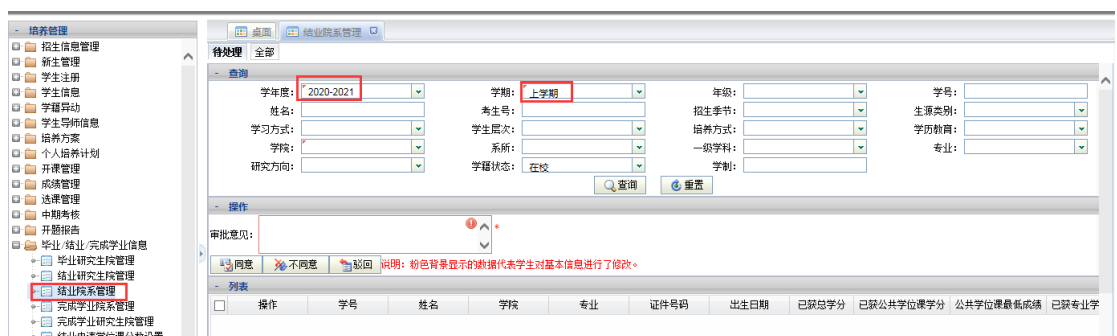 培养管理
招生信息管理
新生管理
学生注册
学生信息
学籍异动
学生导师信息
培养方案
个人培养计划
开课管理
成绩管理
选课管理
中期考核
开题报告
毕业/结业/完成学业信息
毕业研究生院管理
结业研究生院管理
结业院系管理
完成学业院系管理
完成学业研究生院管理
桌面 结业院系管理
待处理 全部
- 查询
学年度: 2020-2021 学期: 上学期 年级: 学号:
姓名: 考生号: 招生季节: 生源类别:
学习方式: 学生层次: 培养方式: 学历教育:
学院: 系所: 一级学科: 专业:
研究方向: 学籍状态: 在校 学制:
查询 重置
- 操作
审批意见: *
同意 不同意 驳回 说明: 粉色背景显示的数据代表学生对基本信息进行了修改。
- 列表
操作 学号 姓名 学院 专业 证件号码 出生日期 已获总学分 已获公共学位课学分 公共学位课最低成绩 已获专业学